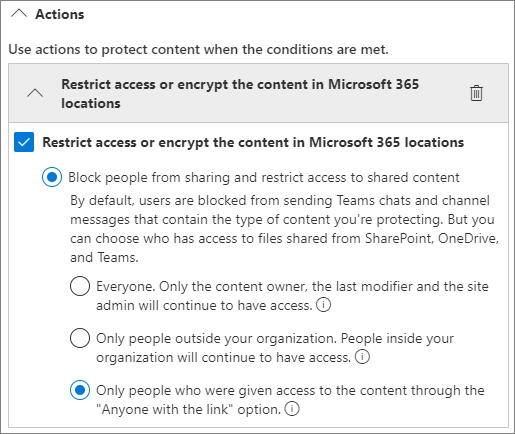 Actions
Use actions to protect content when the conditions are met.
Restrict access or encrypt the content in Microsoft 365
locations
Restrict access or encrypt the content in Microsoft 365 locations
Block people from sharing and restrict access to shared content
By default, users are blocked from sending Teams chats and channel
messages that contain the type of content you're protecting. But you
can choose who has access to files shared from SharePoint, OneDrive,
and Teams.
Everyone. Only the content owner, the last modifier and the site
admin will continue to have access.
Only people outside your organization. People inside your
organization will continue to have access.
Only people who were given access to the content through the
"Anyone with the link" option.